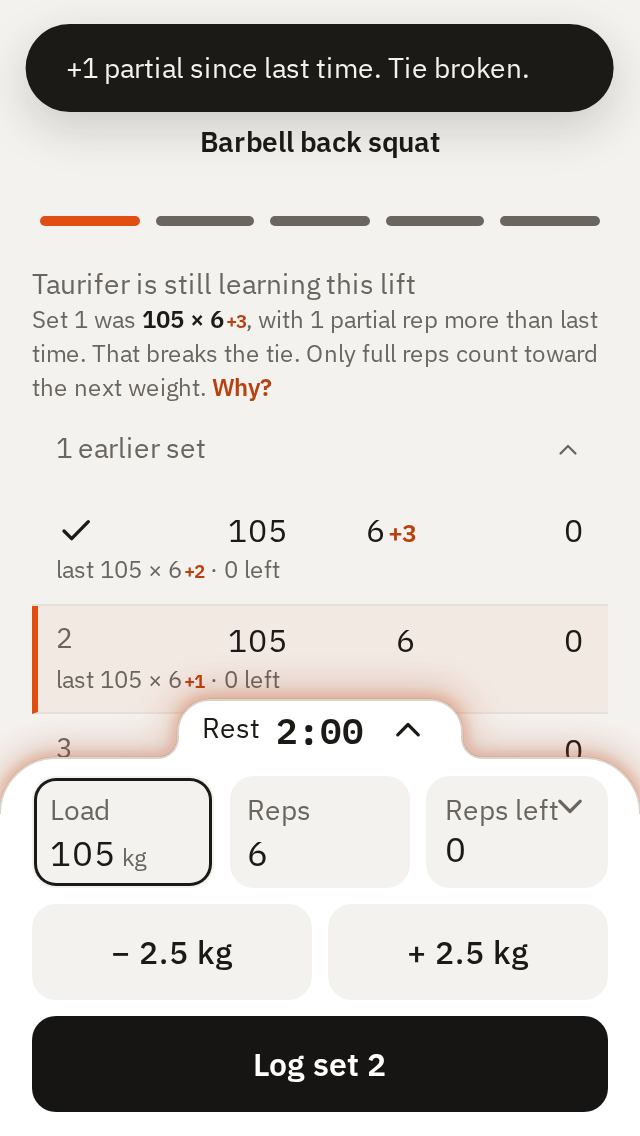 +1 partial since last time. Tie broken.
Barbell back squat
Taurifer is still learning this lift
Set 1 was 105 × 6 +3, with 1 partial rep more than last
time. That breaks the tie. Only full reps count toward
the next weight. Why?
1 earlier set
105 6 +3 0
last 105 × 6 +2 · 0 left
2 105 6 0
last 105 × 6 +1 · 0 left
3 0
Rest 2:00
Load Reps Reps left
105 kg 6 0
− 2.5 kg + 2.5 kg
Log set 2